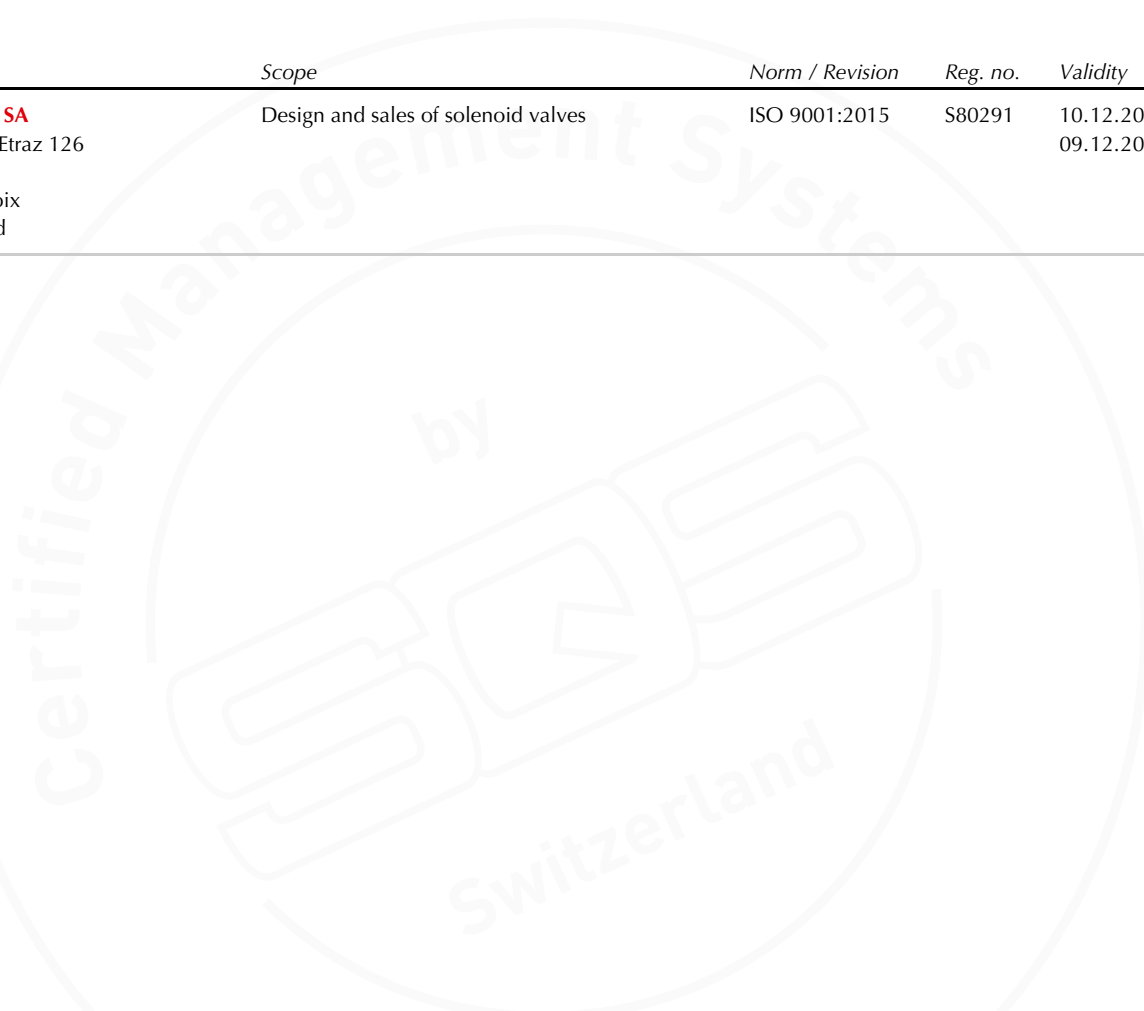 Scope Norm / Revision Reg. no. Validity
SA Design and sales of solenoid valves ISO 9001:2015 S80291 10.12.20
Etraz 126 09.12.20
oix
d
Certified Management Systems
by
SQS
Switzerland